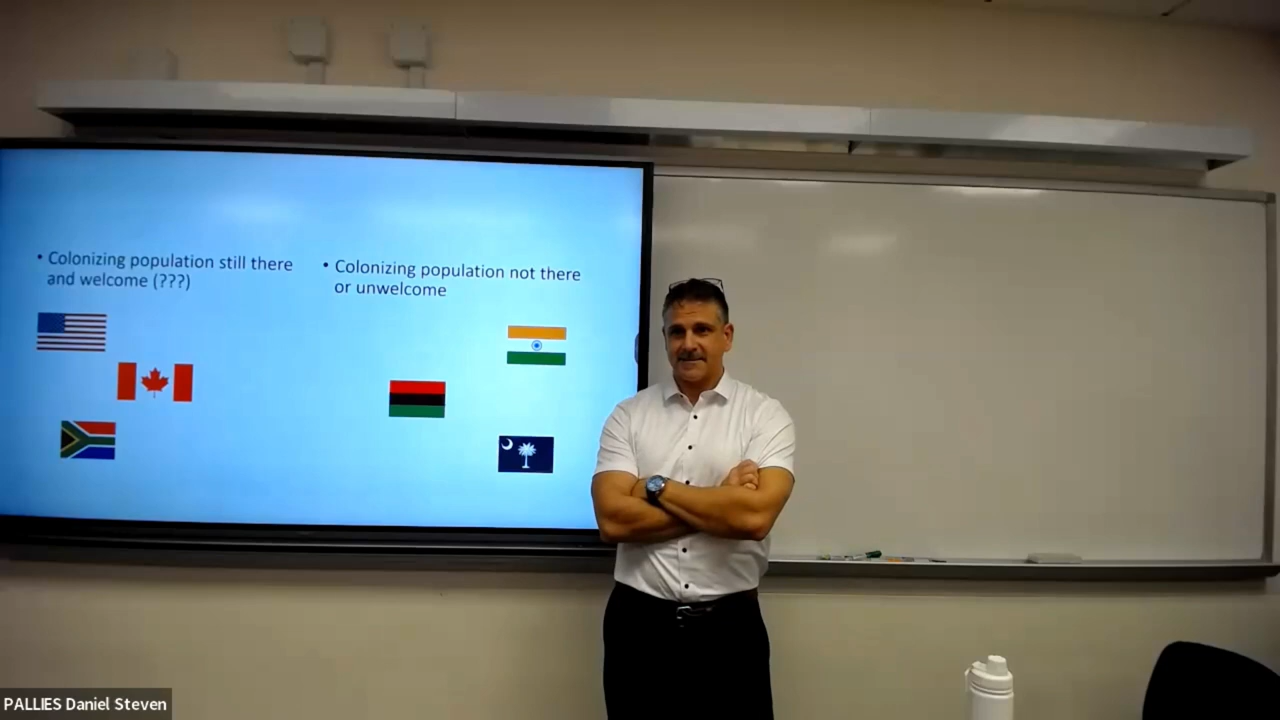 • Colonizing population still there
and welcome (???)
• Colonizing population not there
or unwelcome
PALLIES Daniel Steven